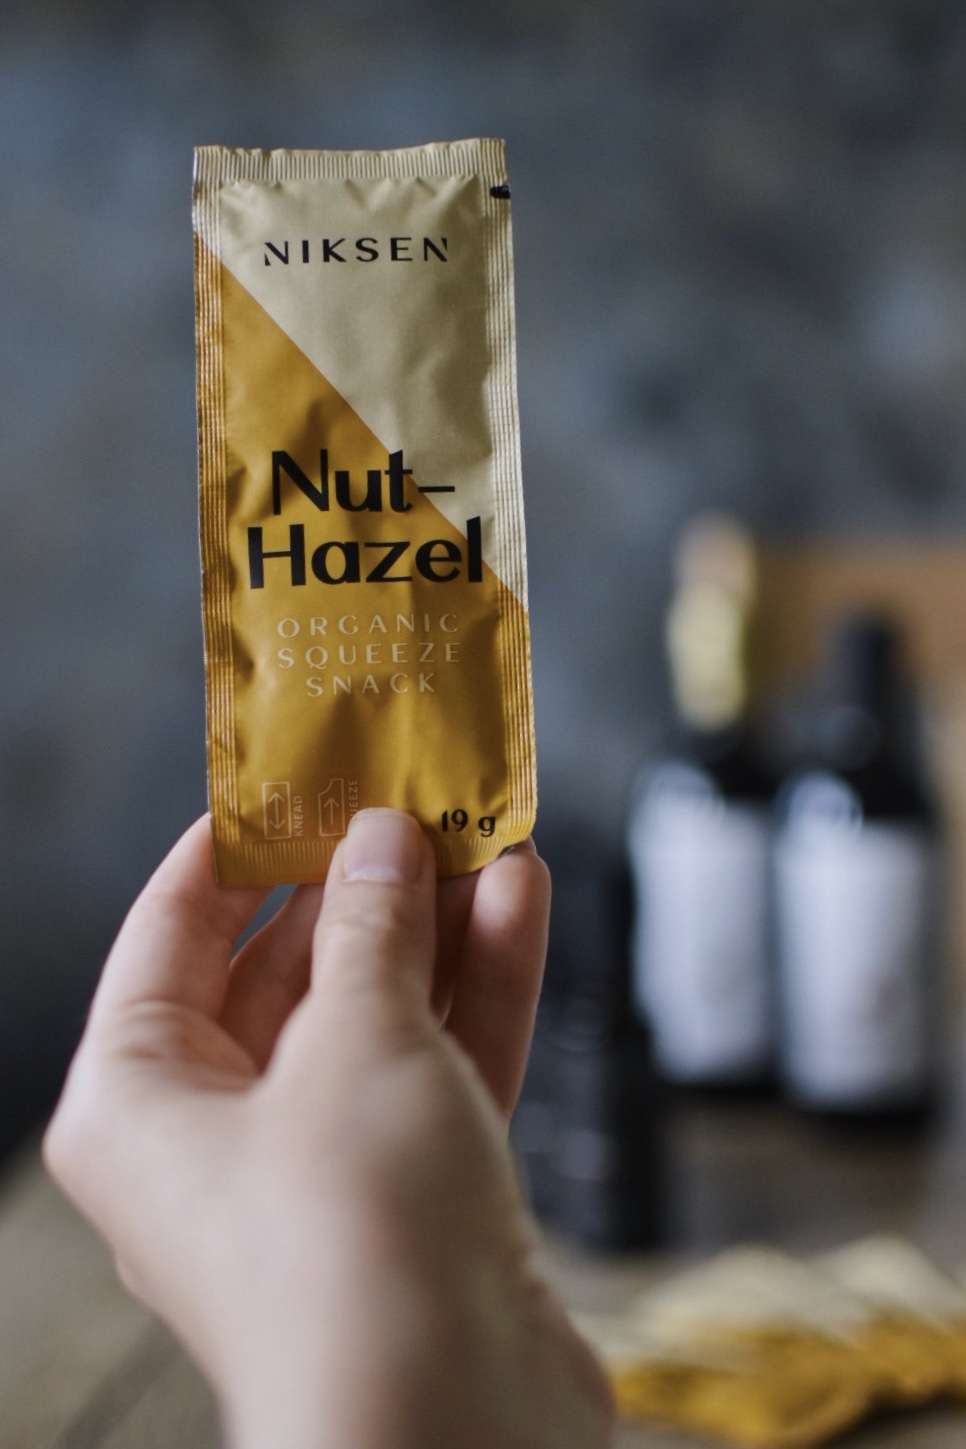 NIKSEN
Nut-
Hazel
ORGANIC
SQUEEZE
SNACK
KNEAD
19 g